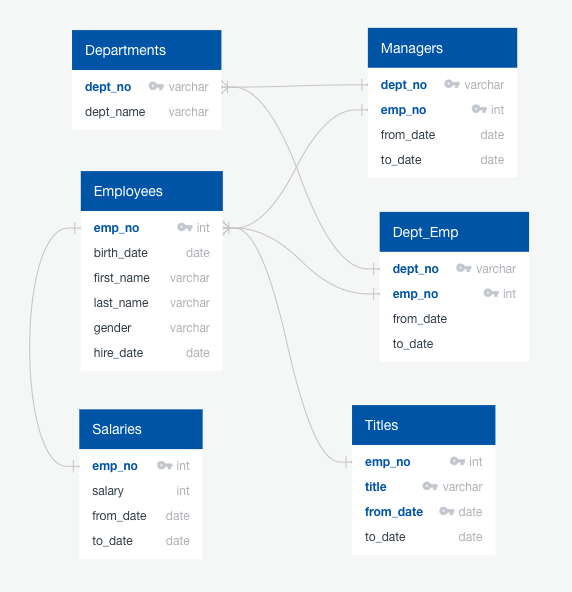 Departments
dept_no varchar
dept_name varchar
Employees
emp_no int
birth_date date
first_name varchar
last_name varchar
gender varchar
hire_date date
Salaries
emp_no int
salary int
from_date date
to_date date
Managers
dept_no varchar
emp_no int
from_date date
to_date date
Dept_Emp
dept_no varchar
emp_no int
from_date
to_date
Titles
emp_no int
title varchar
from_date date
to_date date